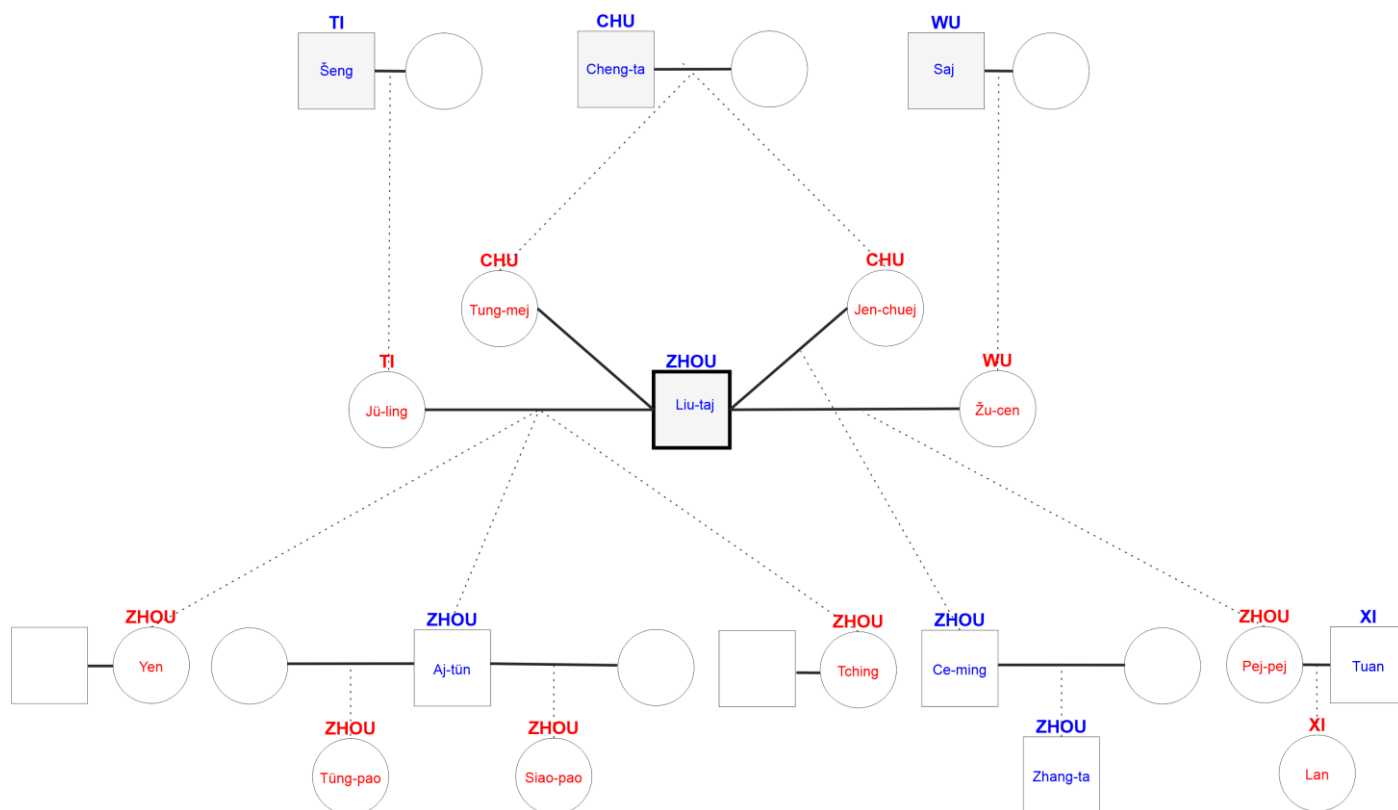 TI
CHU
WU
Šeng
Cheng-ta
Saj
CHU
CHU
Tung-mej
Jen-chuej
TI
ZHOU
WU
Jü-ling
Liu-taj
Žu-cen
ZHOU
ZHOU
ZHOU
ZHOU
ZHOU
XI
Yen
Aj-tün
Tching
Ce-ming
Pej-pej
Tuan
ZHOU
ZHOU
ZHOU
XI
Tüng-pao
Siao-pao
Zhang-ta
Lan